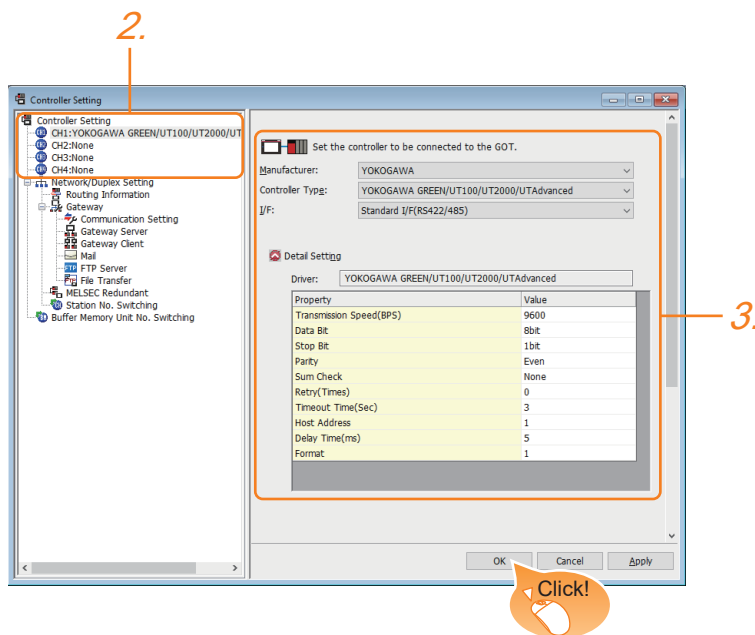 2.
Controller Setting
Controller Setting
CH1:YOKOGAWA GREEN/UT100/UT2000/UT
CH2:None
CH3:None
CH4:None
Network/Duplex Setting
Routing Information
Gateway
Communication Setting
Gateway Server
Gateway Client
Mail
FTP Server
File Transfer
MELSEC Redundant
Station No. Switching
Buffer Memory Unit No. Switching
Set the controller to be connected to the GOT.
Manufacturer: YOKOGAWA
Controller Type: YOKOGAWA GREEN/UT100/UT2000/UTAdvanced
I/F: Standard I/F(RS422/485)
Detail Setting
Driver: YOKOGAWA GREEN/UT100/UT2000/UTAdvanced
Property Value
Transmission Speed(BPS) 9600
Data Bit 8bit
Stop Bit 1bit
Parity Even
Sum Check None
Retry(Times) 0
Timeout Time(Sec) 3
Host Address 1
Delay Time(ms) 5
Format 1
3.
OK Cancel Apply
Click!